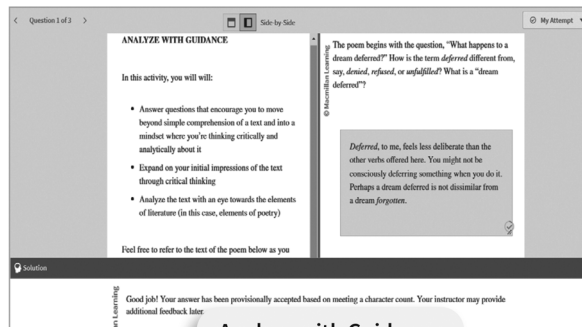 Question 1 of 3
Side-by-Side
My Attempt
ANALYZE WITH GUIDANCE
In this activity, you will will:
• Answer questions that encourage you to move
beyond simple comprehension of a text and into a
mindset where you're thinking critically and
analytically about it
• Expand on your initial impressions of the text
through critical thinking
• Analyze the text with an eye towards the elements
of literature (in this case, elements of poetry)
Feel free to refer to the text of the poem below as you
© Macmillan Learning
The poem begins with the question, “What happens to a
dream deferred?” How is the term deferred different from,
say, denied, refused, or unfulfilled? What is a “dream
deferred”?
Deferred, to me, feels less deliberate than the
other verbs offered here. You might not be
consciously deferring something when you do it.
Perhaps a dream deferred is not dissimilar from
a dream forgotten.
Solution
n Learning
Good job! Your answer has been provisionally accepted based on meeting a character count. Your instructor may provide
additional feedback later